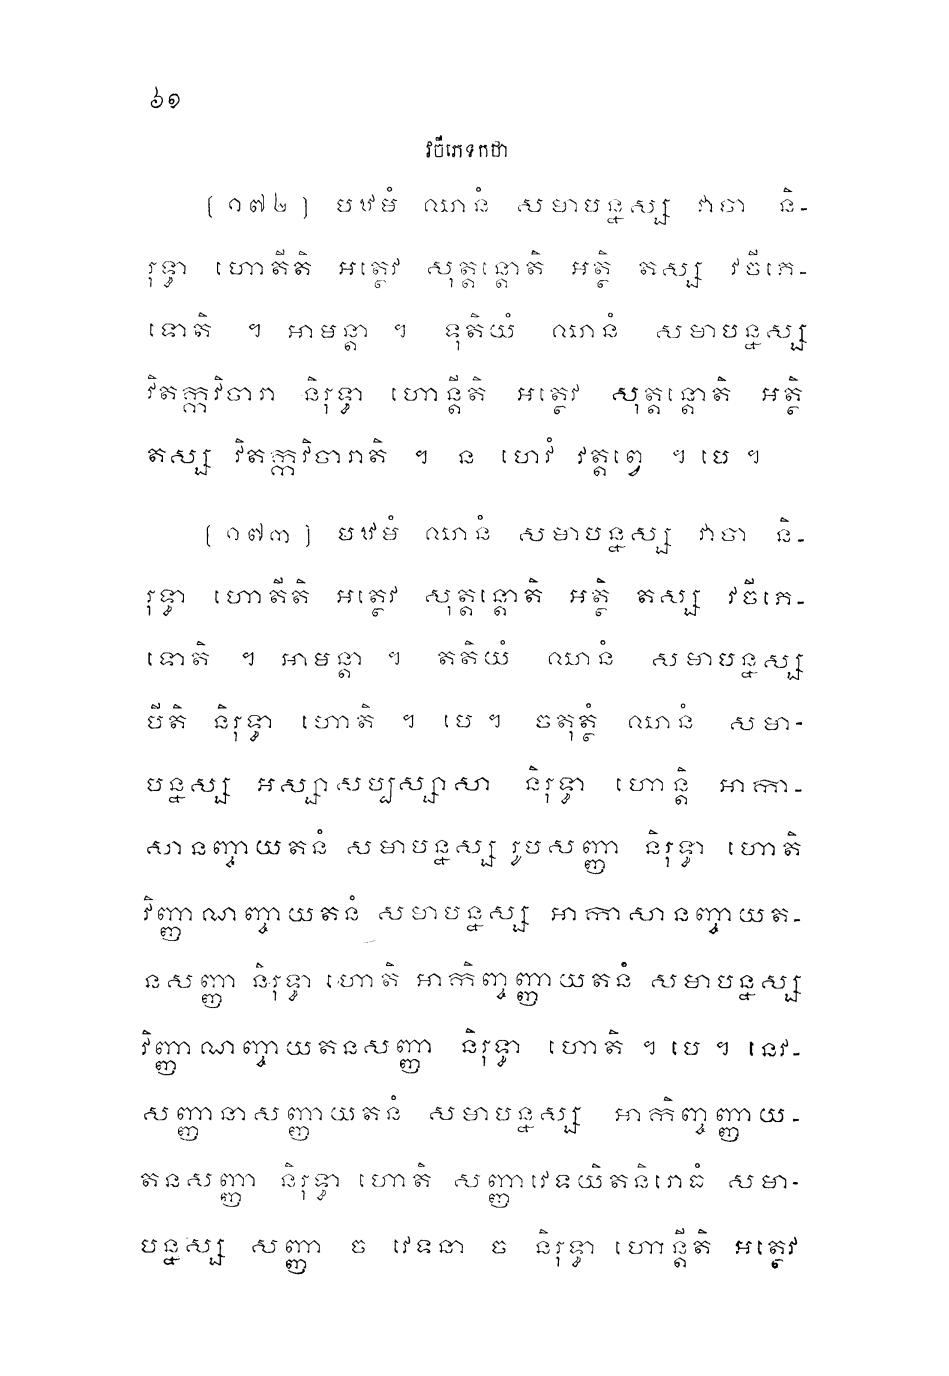 ៦១
វចីភេទកថា
[១៧២] បឋមំ ឈានំ សមាបន្នស្ស វាចា និ-
រុទ្ធា ហោតីតិ អត្ថេវ សុត្តន្តោតិ អត្ថិ តស្ស វចីភេ-
ទោតិ ។ អាមន្តា ។ ទុតិយំ ឈានំ សមាបន្នស្ស
វិតក្កវិចារា និរុទ្ធា ហោន្តីតិ អត្ថេវ សុត្តន្តោតិ អត្ថិ
តស្ស វិតក្កវិចារាតិ ។ ន ហេវំ វត្តព្វេ ។ បេ ។
[១៧៣] បឋមំ ឈានំ សមាបន្នស្ស វាចា និ-
រុទ្ធា ហោតីតិ អត្ថេវ សុត្តន្តោតិ អត្ថិ តស្ស វចីភេ-
ទោតិ ។ អាមន្តា ។ តតិយំ ឈានំ សមាបន្នស្ស
បីតិ និរុទ្ធា ហោតិ ។ បេ ។ ចតុត្ថំ ឈានំ សមា-
បន្នស្ស អស្សាសប្បស្សាសា និរុទ្ធា ហោន្តិ អាកា-
សានញ្ចាយតនំ សមាបន្នស្ស រូបសញ្ញា និរុទ្ធា ហោតិ
វិញ្ញាណញ្ចាយតនំ សមាបន្នស្ស អាកាសានញ្ចាយត-
នសញ្ញា និរុទ្ធា ហោតិ អាកិញ្ចញ្ញាយតនំ សមាបន្នស្ស
វិញ្ញាណញ្ចាយតនសញ្ញា និរុទ្ធា ហោតិ ។ បេ ។ នេវ-
សញ្ញានាសញ្ញាយតនំ សមាបន្នស្ស អាកិញ្ចញ្ញាយ-
តនសញ្ញា និរុទ្ធា ហោតិ សញ្ញាវេទយិតនិរោធំ សមា-
បន្នស្ស សញ្ញា ច វេទនា ច និរុទ្ធា ហោន្តីតិ អត្ថេវ